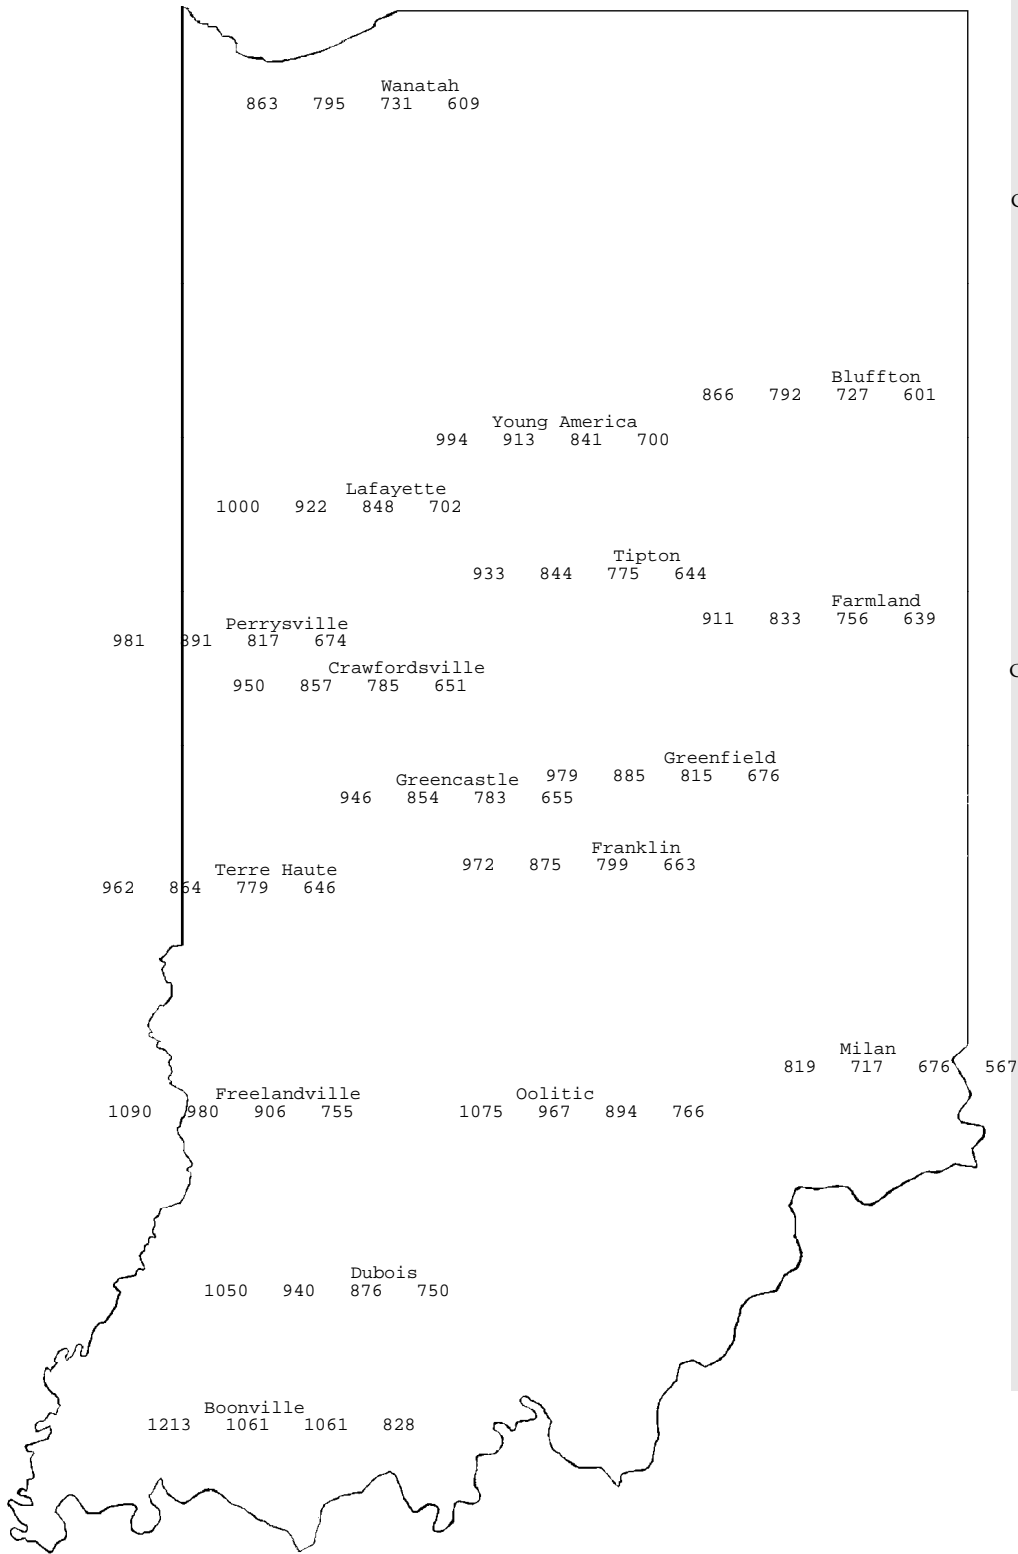 Wanatah
863 795 731 609
C
Bluffton
866 792 727 601
Young America
994 913 841 700
Lafayette
1000 922 848 702
Tipton
933 844 775 644
Farmland
911 833 756 639
Perrysville
981 891 817 674
Crawfordsville
950 857 785 651
C
Greenfield
979 885 815 676
Greencastle
946 854 783 655
Franklin
972 875 799 663
Terre Haute
962 864 779 646
Milan
819 717 676 567
Freelandville
1090 980 906 755
Oolitic
1075 967 894 766
Dubois
1050 940 876 750
Boonville
1213 1061 1061 828